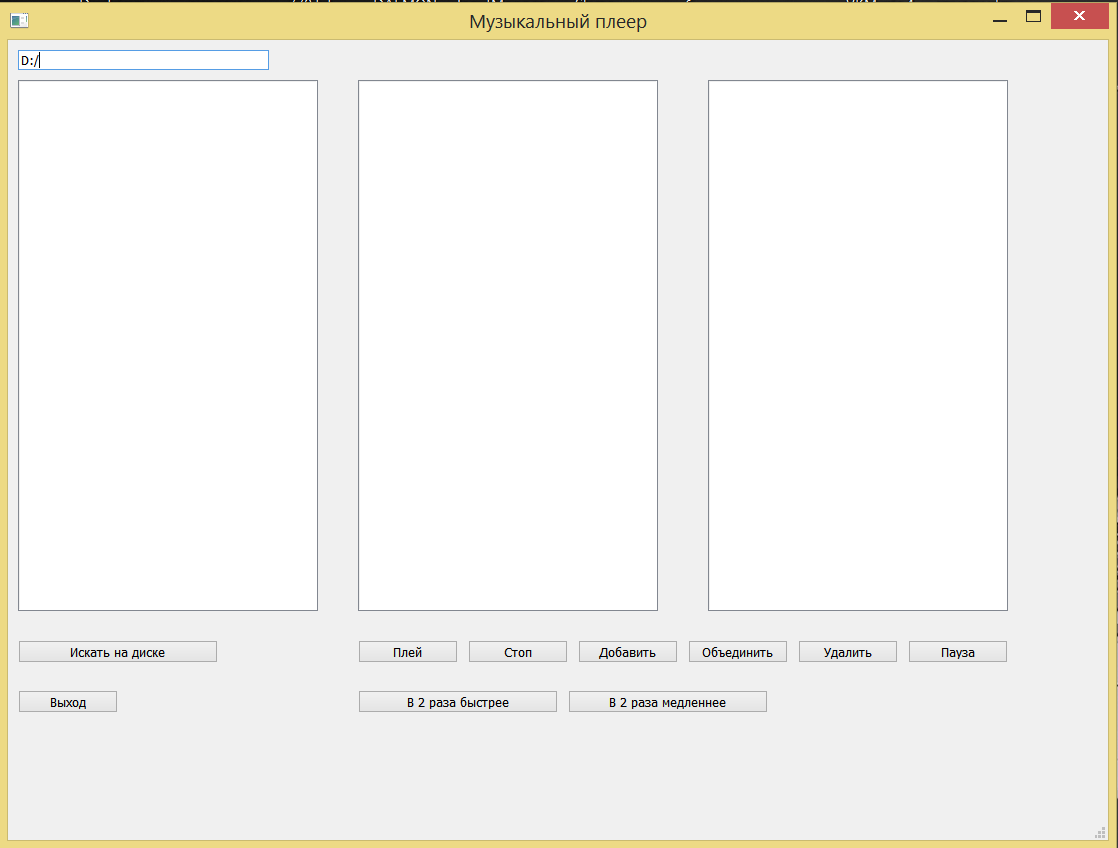 Музыкальный плеер
D:/
Искать на диске
Плей
Стоп
Добавить
Объединить
Удалить
Пауза
Выход
В 2 раза быстрее
В 2 раза медленнее